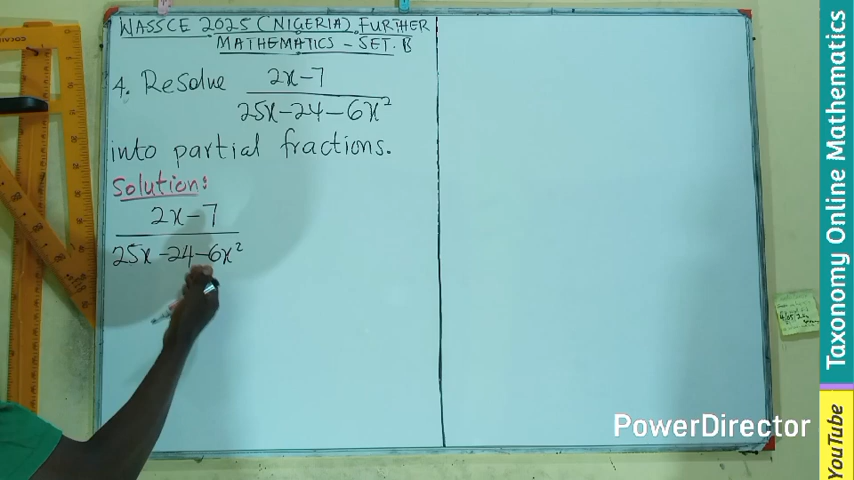 WASSCE 2025 (NIGERIA) FURTHER
MATHEMATICS - SET. B
4. Resolve 2x-7
25x-24-6x²
into partial fractions.
Solution:
2x-7
25x-24-6x²
PowerDirector
Taxonomy Online Mathematics
YouTube